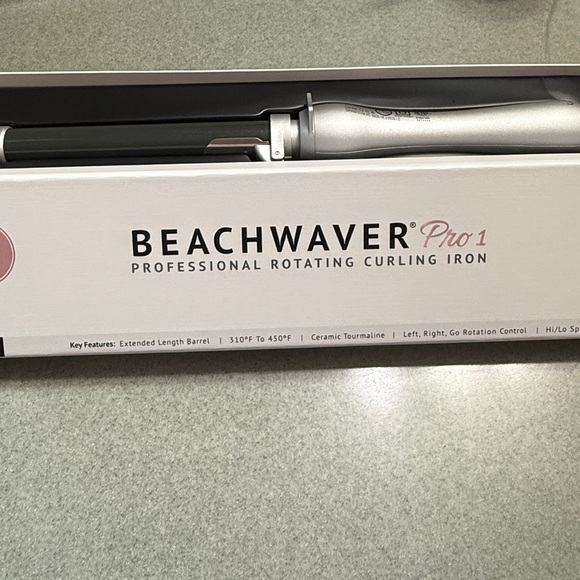 BEACHWAVER® Pro 1
PROFESSIONAL ROTATING CURLING IRON
Key Features: Extended Length Barrel | 310°F To 450°F | Ceramic Tourmaline | Left, Right, Go Rotation Control | Hi/Lo